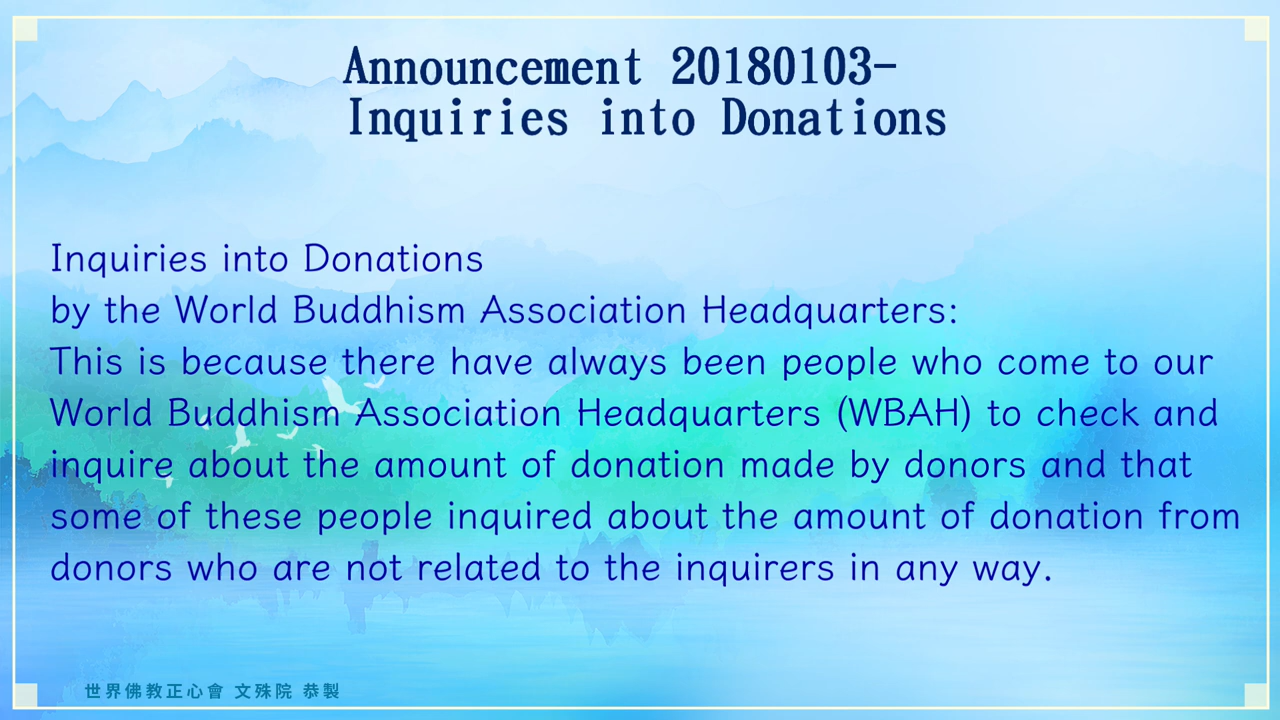 Announcement 20180103-
Inquiries into Donations
Inquiries into Donations
by the World Buddhism Association Headquarters:
This is because there have always been people who come to our
World Buddhism Association Headquarters (WBAH) to check and
inquire about the amount of donation made by donors and that
some of these people inquired about the amount of donation from
donors who are not related to the inquirers in any way.
世界佛教正心會 文殊院 恭製